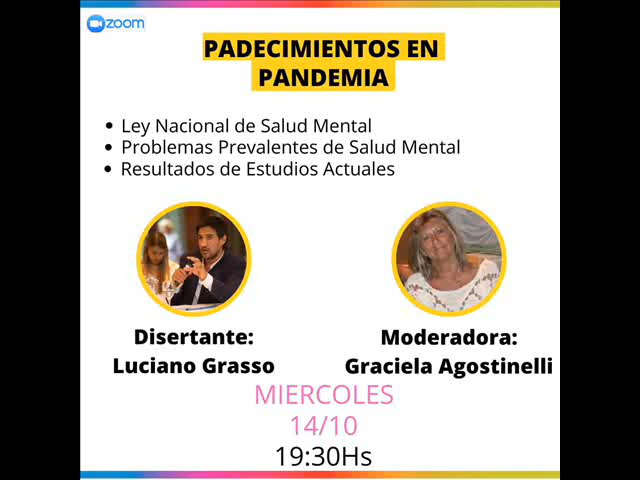 zoom
PADECIMIENTOS EN
PANDEMIA
• Ley Nacional de Salud Mental
• Problemas Prevalentes de Salud Mental
• Resultados de Estudios Actuales
Disertante:
Luciano Grasso
Moderadora:
Graciela Agostinelli
MIERCOLES
14/10
19:30Hs